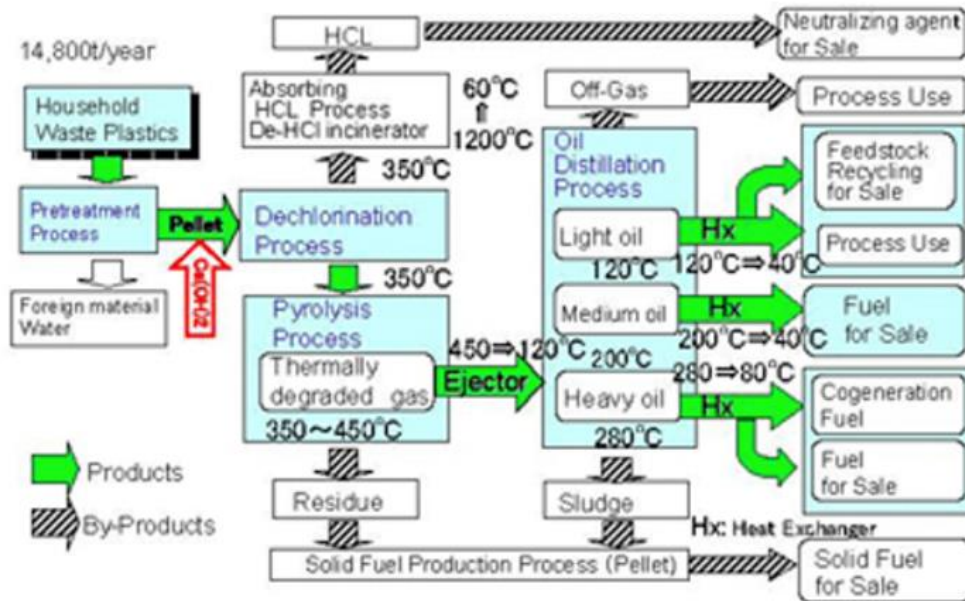 14,800t/year
Household
Waste Plastics
Pretreatment
Process
Foreign material
Water
Pellet
Ca(OH)2
HCL
Absorbing
HCL Process
De-HCl incinerator
60°C
⇑
1200°C
350°C
Dechlorination
Process
350°C
Pyrolysis
Process
Thermally
degraded gas
350~450°C
450⇒120°C
Ejector
Residue
Off-Gas
Oil
Distillation
Process
Light oil
120°C
Medium oil
200°C
Heavy oil
280°C
Sludge
Hx
120°C⇒40°C
Hx
200°C⇒40°C
280⇒80°C
Hx
Neutralizing agent
for Sale
Process Use
Feedstock
Recycling
for Sale
Process Use
Fuel
for Sale
Cogeneration
Fuel
Fuel
for Sale
Products
By-Products
Hx: Heat Exchanger
Solid Fuel Production Process (Pellet)
Solid Fuel
for Sale